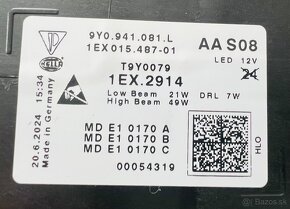 9Y0.941.081.L
1EX015.487-01
AA S08
LED 12V
24
T9Y0079
1EX.2914
Low Beam 21W
High Beam 49W
DRL 7W
HELLA
20.6.2024 15:34
Made in Germany
MD E1 0170 A
MD E1 0170 B
MD E1 0170 C
00054319
HLO